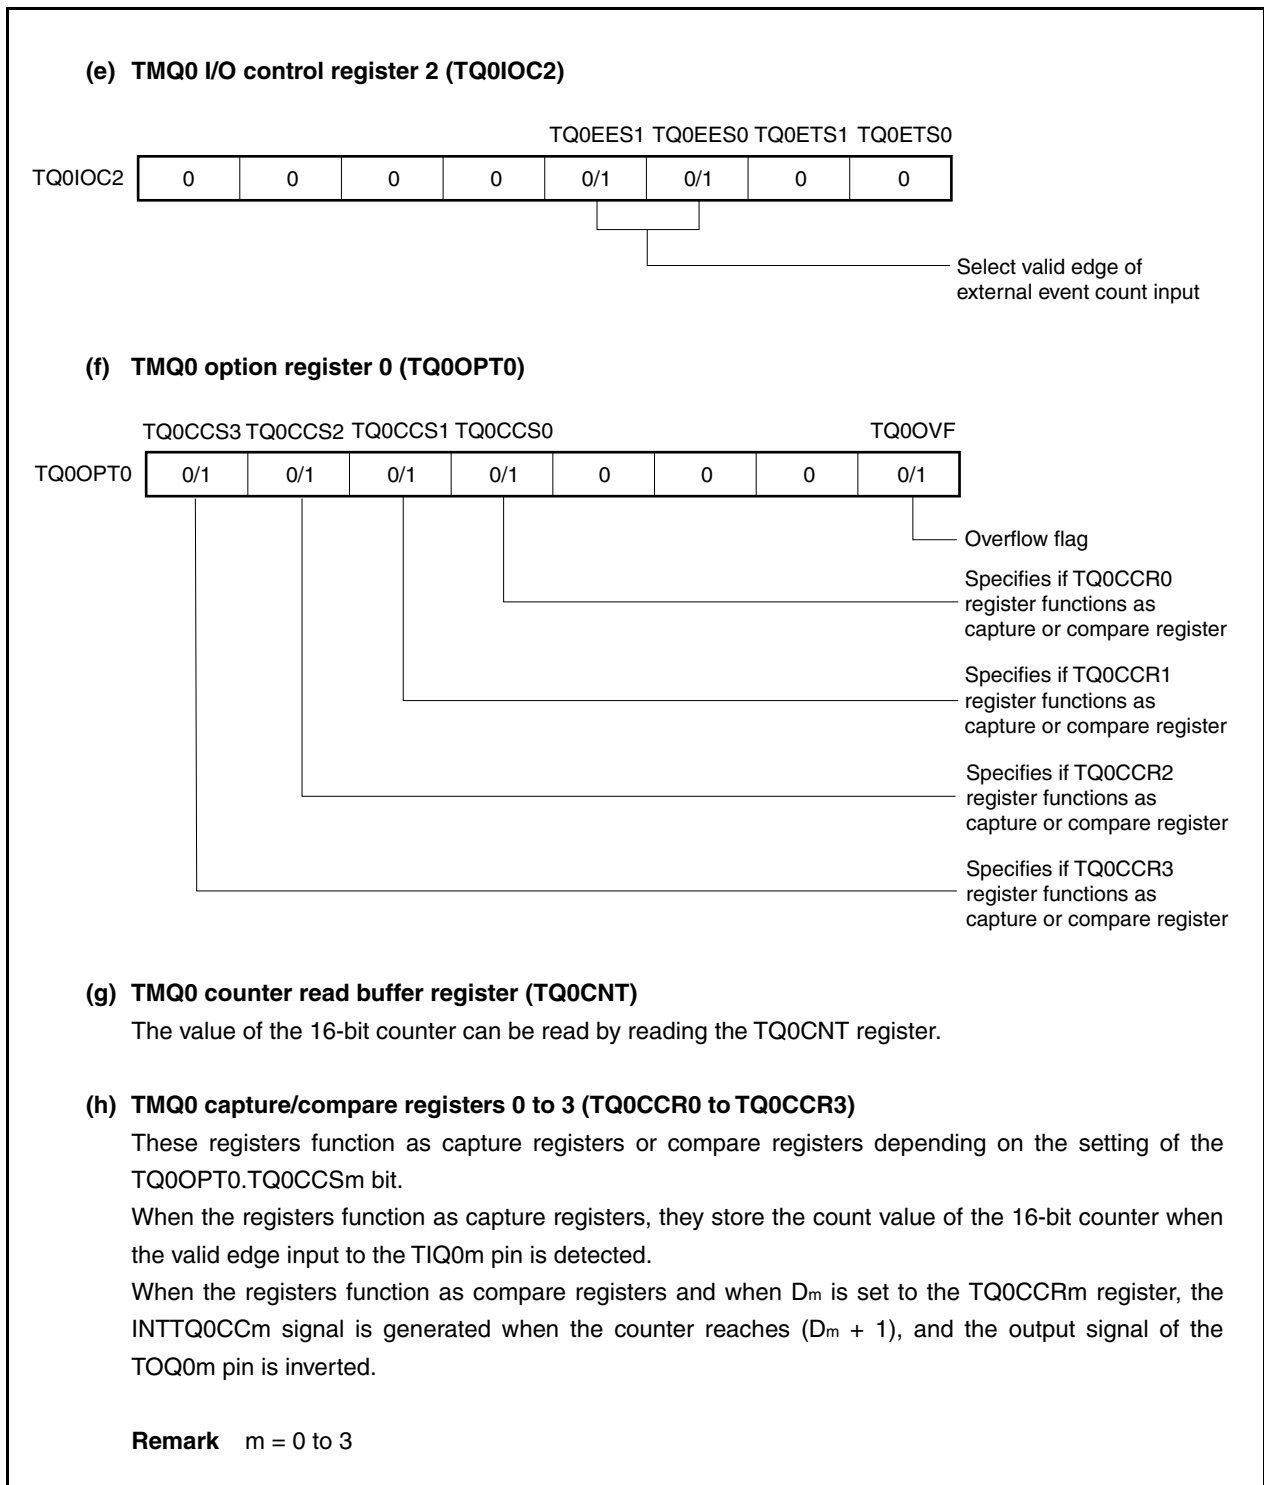 (e) TMQ0 I/O control register 2 (TQ0IOC2)
TQ0EES1 TQ0EES0 TQ0ETS1 TQ0ETS0
TQ0IOC2 0 0 0 0 0/1 0/1 0 0
Select valid edge of
external event count input
(f) TMQ0 option register 0 (TQ0OPT0)
TQ0CCS3 TQ0CCS2 TQ0CCS1 TQ0CCS0 TQ0OVF
TQ0OPT0 0/1 0/1 0/1 0/1 0 0 0 0/1
Overflow flag
Specifies if TQ0CCR0
register functions as
capture or compare register
Specifies if TQ0CCR1
register functions as
capture or compare register
Specifies if TQ0CCR2
register functions as
capture or compare register
Specifies if TQ0CCR3
register functions as
capture or compare register
(g) TMQ0 counter read buffer register (TQ0CNT)
The value of the 16-bit counter can be read by reading the TQ0CNT register.
(h) TMQ0 capture/compare registers 0 to 3 (TQ0CCR0 to TQ0CCR3)
These registers function as capture registers or compare registers depending on the setting of the
TQ0OPT0.TQ0CCSm bit.
When the registers function as capture registers, they store the count value of the 16-bit counter when
the valid edge input to the TIQ0m pin is detected.
When the registers function as compare registers and when Dm is set to the TQ0CCRm register, the
INTTQ0CCm signal is generated when the counter reaches (Dm + 1), and the output signal of the
TOQ0m pin is inverted.
Remark m = 0 to 3